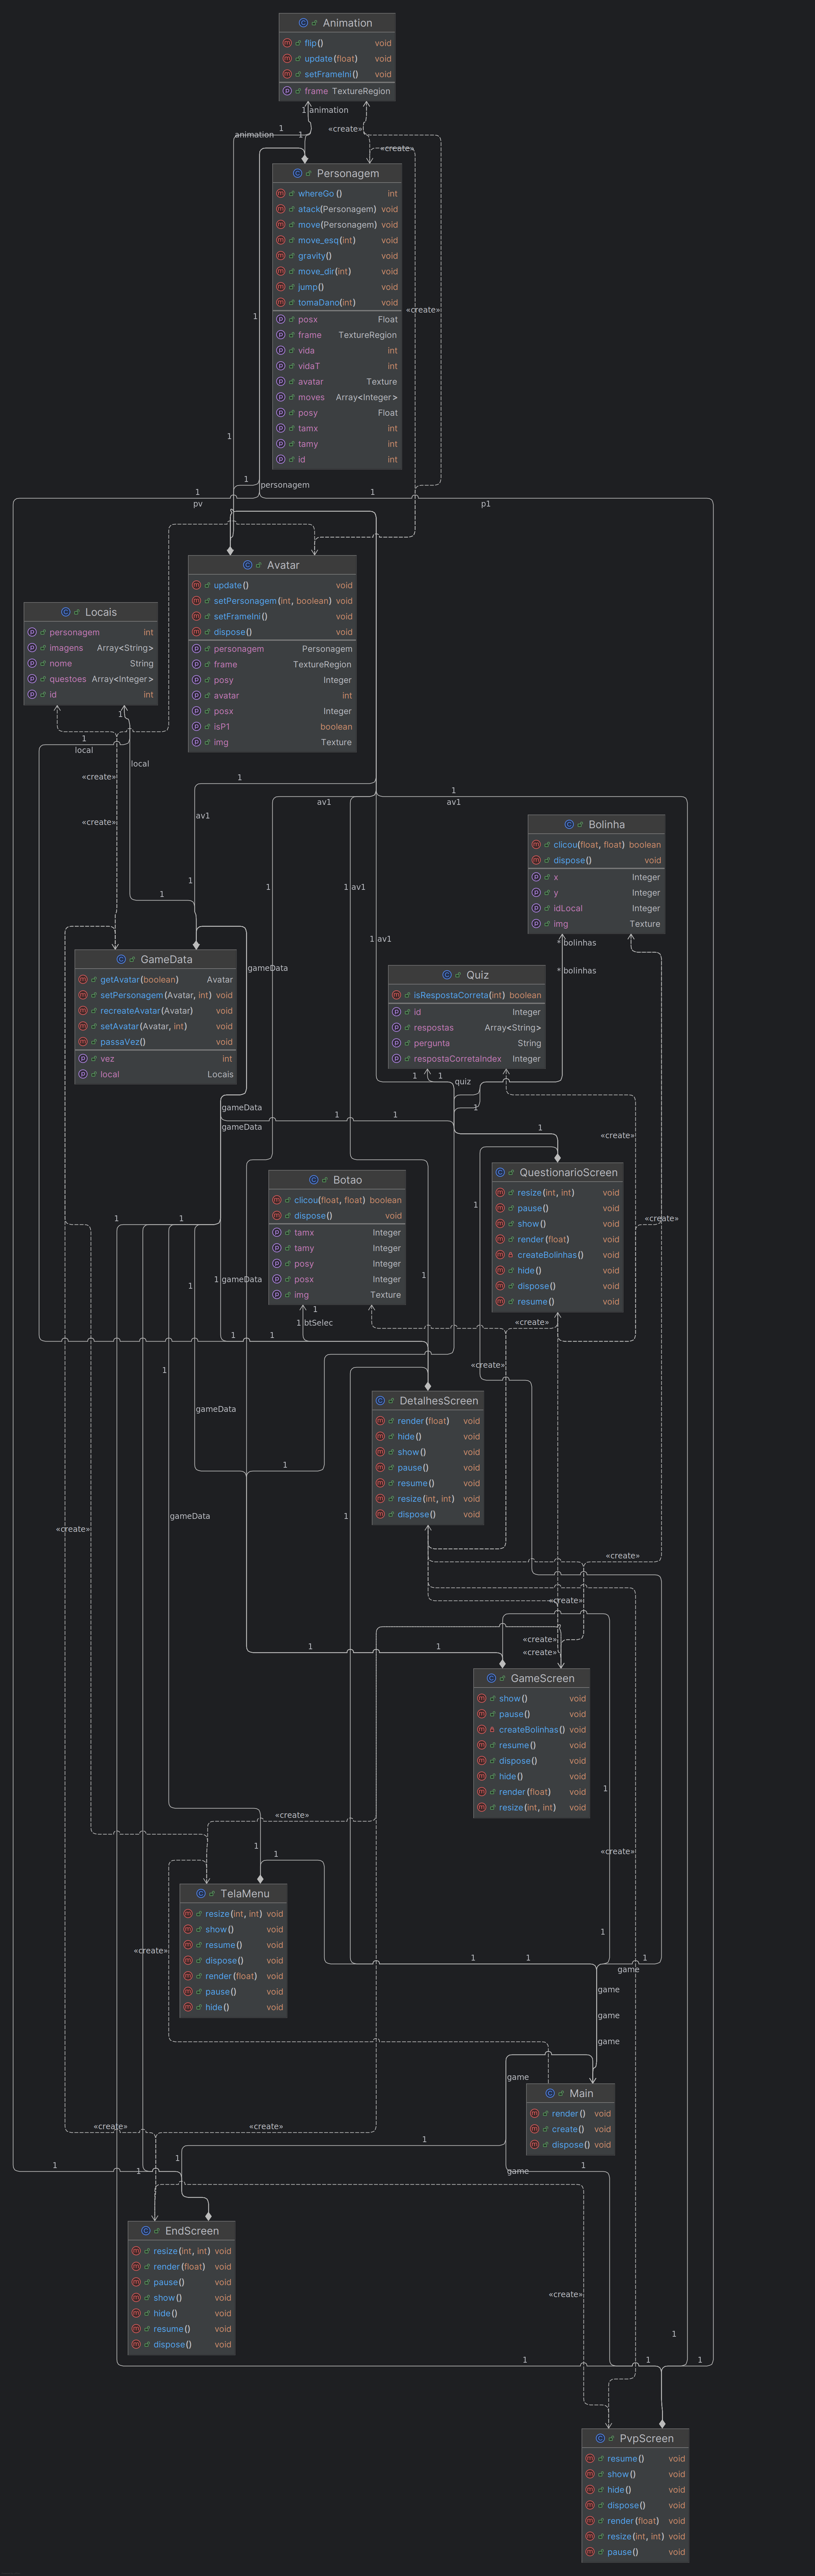 Animation
flip() void
update(float) void
setFrameIni() void
frame TextureRegion
1 animation
1
«create»
animation
1
«create»
Personagem
whereGo () int
atack(Personagem) void
move(Personagem) void
move_esq(int) void
gravity() void
move_dir(int) void
jump() void
tomaDano(int) void
posx Float
frame TextureRegion
vida int
vidaT int
avatar Texture
moves Array<Integer>
posy Float
tamx int
tamy int
id int
«create»
1
1
1
personagem
1
pv
1
p1
Avatar
update() void
setPersonagem(int, boolean) void
setFrameIni() void
dispose() void
personagem Personagem
frame TextureRegion
posy Integer
avatar int
posx Integer
isP1 boolean
img Texture
Locais
personagem int
imagens Array<String>
nome String
questoes Array<Integer>
id int
1
1
local
local
«create»
1
«create»
av1
av1
1
av1
Bolinha
clicou(float, float) boolean
dispose() void
x Integer
y Integer
idLocal Integer
img Texture
1
1
1 av1
1
1 av1
* bolinhas
* bolinhas
GameData
getAvatar(boolean) Avatar
setPersonagem(Avatar, int) void
recreateAvatar(Avatar) void
setAvatar(Avatar, int) void
passaVez() void
vez int
local Locais
gameData
Quiz
isRespostaCorreta(int) boolean
id Integer
respostas Array<String>
pergunta String
respostaCorretaIndex Integer
1
1
quiz
gameData
1
1
1
gameData
1
«create»
QuestionarioScreen
resize(int, int) void
pause() void
show() void
render(float) void
createBolinhas() void
hide() void
dispose() void
resume() void
Botao
clicou(float, float) boolean
dispose() void
tamx Integer
tamy Integer
posy Integer
posx Integer
img Texture
1
1
1
«create»
1 gameData
1
1
1
1
1 btSelec
«create»
1
1
«create»
1
DetalhesScreen
render(float) void
hide() void
show() void
pause() void
resume() void
resize(int, int) void
dispose() void
gameData
1
gameData
1
«create»
«create»
«create»
«create»
«create»
1
1
GameScreen
show() void
pause() void
createBolinhas() void
resume() void
dispose() void
hide() void
render(float) void
resize(int, int) void
1
«create»
1
1
«create»
TelaMenu
resize(int, int) void
show() void
resume() void
dispose() void
render(float) void
pause() void
hide() void
1
«create»
1
1
1
game
game
game
game
game
Main
render() void
create() void
dispose() void
«create»
«create»
1
1
1
1
game
1
EndScreen
resize(int, int) void
render(float) void
pause() void
show() void
hide() void
resume() void
dispose() void
«create»
1
1
1
1
PvpScreen
resume() void
show() void
hide() void
dispose() void
render(float) void
resize(int, int) void
pause() void